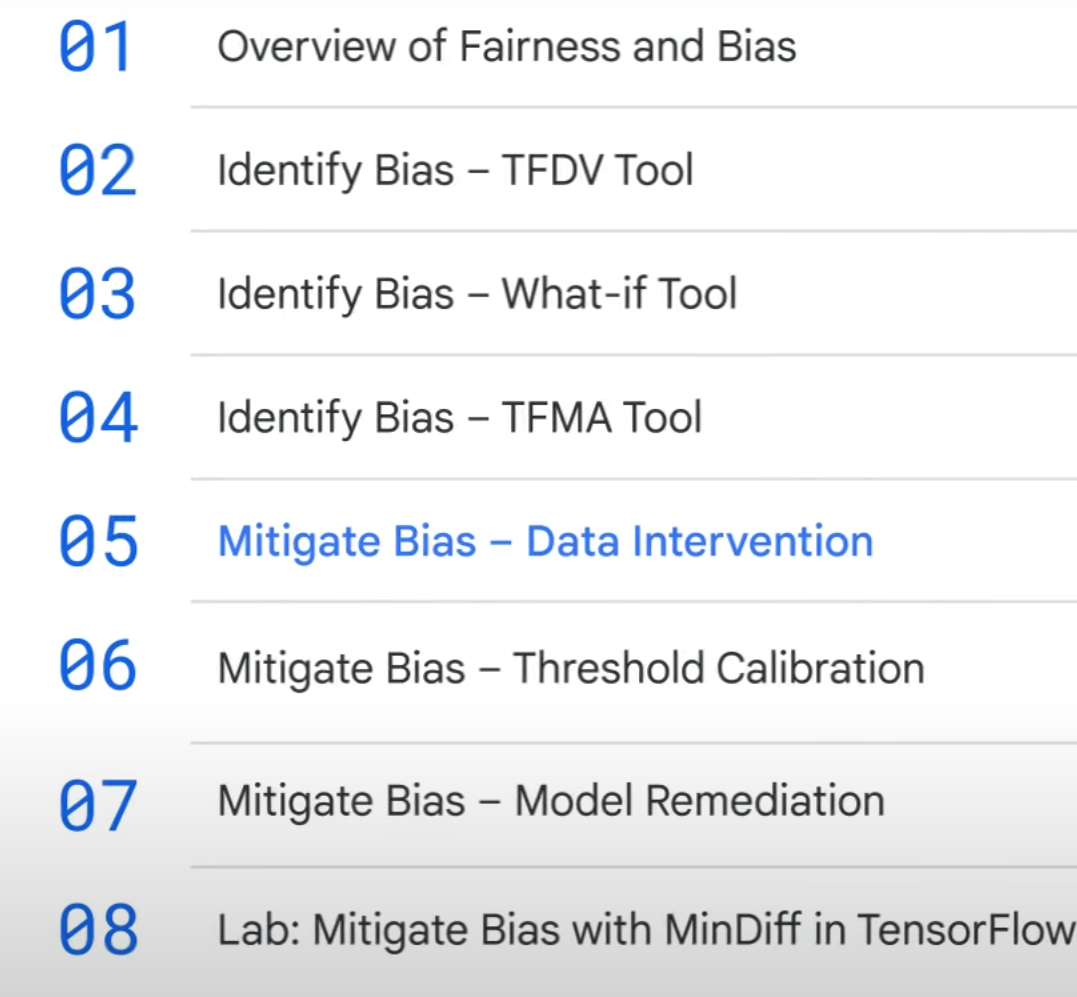 01 Overview of Fairness and Bias
02 Identify Bias – TFDV Tool
03 Identify Bias – What-if Tool
04 Identify Bias – TFMA Tool
05 Mitigate Bias – Data Intervention
06 Mitigate Bias – Threshold Calibration
07 Mitigate Bias – Model Remediation
08 Lab: Mitigate Bias with MinDiff in TensorFlow